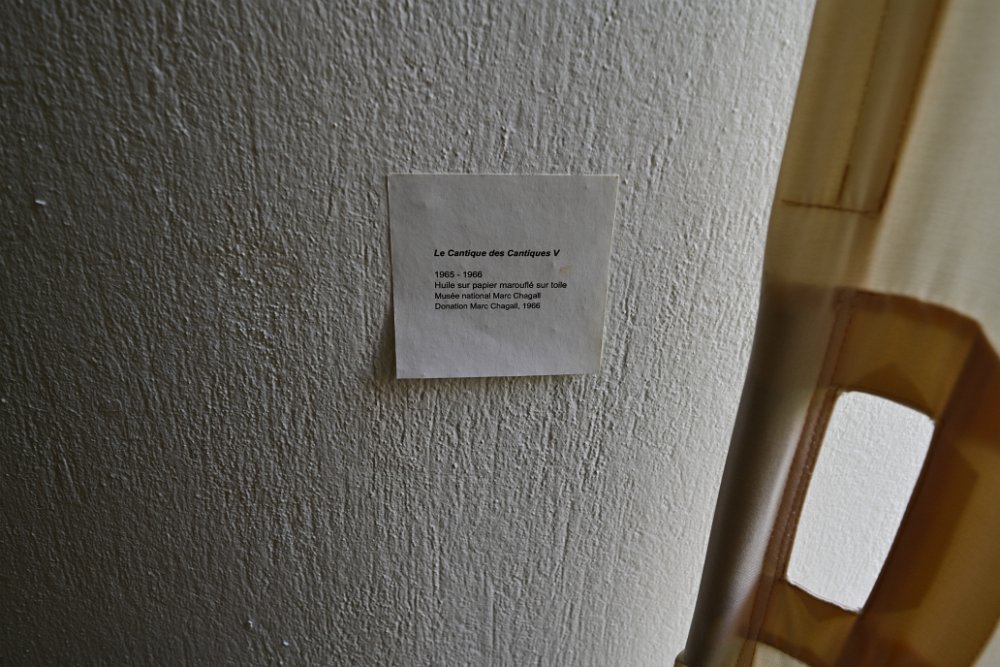 Le Cantique des Cantiques V
1965 - 1966
Huile sur papier marouflé sur toile
Musée national Marc Chagall
Donation Marc Chagall, 1966